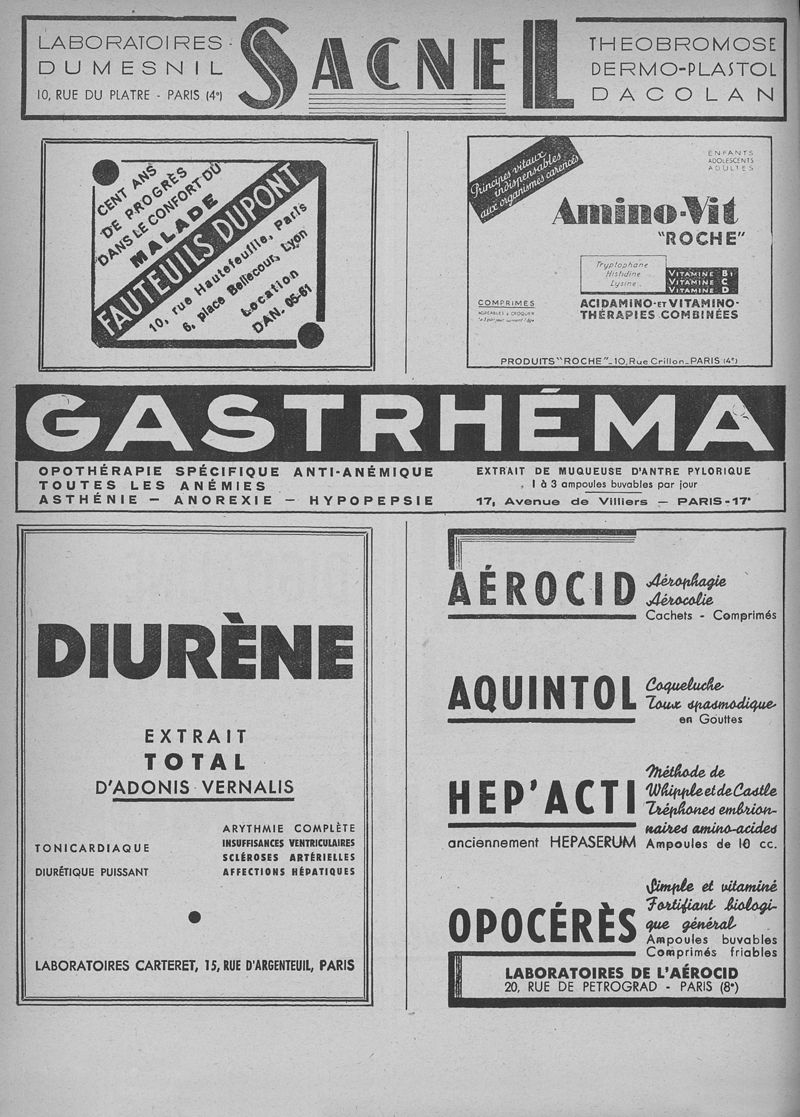 LABORATOIRES
DUMESNIL
10, RUE DU PLATRE - PARIS (4e)
SACNEL
THEOBROMOSE
DERMO-PLASTOL
DACOLAN
CENT ANS
DE PROGRÈS
DANS LE CONFORT DU
MALADE
FAUTEUILS DUPONT
10, rue Hautefeuille, Paris
6, place Bellecour, Lyon
Location
DAN. 05-61
Principes vitaux
indispensables
aux organismes carencés
ENFANTS
ADOLESCENTS
ADULTES
Amino-Vit
"ROCHE"
Tryptophane
Histidine
Lysine
VITAMINE B1
VITAMINE C
VITAMINE D
COMPRIMÉS
AGRÉABLES à CROQUER
ACIDAMINO-ET VITAMINO-
THÉRAPIES COMBINÉES
PRODUITS "ROCHE"_10, Rue Crillon_PARIS (4e)
GASTRHÉMA
OPOTHÉRAPIE SPÉCIFIQUE ANTI-ANÉMIQUE
TOUTES LES ANÉMIES
ASTHÉNIE — ANOREXIE — HYPOPEPSIE
EXTRAIT DE MUQUEUSE D'ANTRE PYLORIQUE
1 à 3 ampoules buvables par jour
17, Avenue de Villiers — PARIS-17e
DIURÈNE
EXTRAIT
TOTAL
D'ADONIS VERNALIS
TONICARDIAQUE
DIURÉTIQUE PUISSANT
ARYTHMIE COMPLÈTE
INSUFFISANCES VENTRICULAIRES
SCLÉROSES ARTÉRIELLES
AFFECTIONS HÉPATIQUES
LABORATOIRES CARTERET, 15, RUE D'ARGENTEUIL, PARIS
AÉROCID
Aérophagie
Aérocolie
Cachets - Comprimés
AQUINTOL
Coqueluche
Toux spasmodique
en Gouttes
HEP'ACTI
anciennement HEPASERUM
Méthode de
Whipple et de Castle
Tréphones embrion-
naires amino-acides
Ampoules de 10 cc.
OPOCÉRÈS
Simple et vitaminé
Fortifiant biologi-
que général
Ampoules buvables
Comprimés friables
LABORATOIRES DE L'AÉROCID
20, RUE DE PETROGRAD - PARIS (8e)